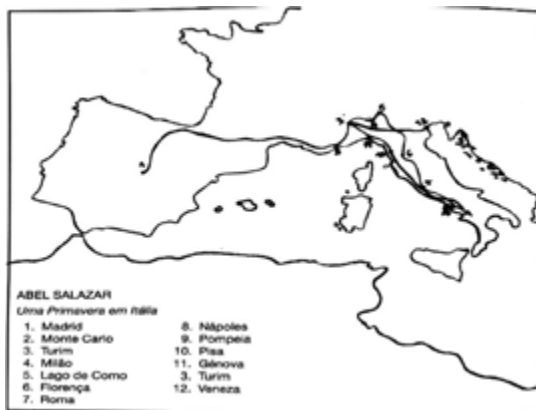 ABEL SALAZAR
Uma Primavera em Itália
1. Madrid
2. Monte Carlo
3. Turim
4. Milão
5. Lago de Como
6. Florença
7. Roma
8. Nápoles
9. Pompeia
10. Pisa
11. Génova
3. Turim
12. Veneza